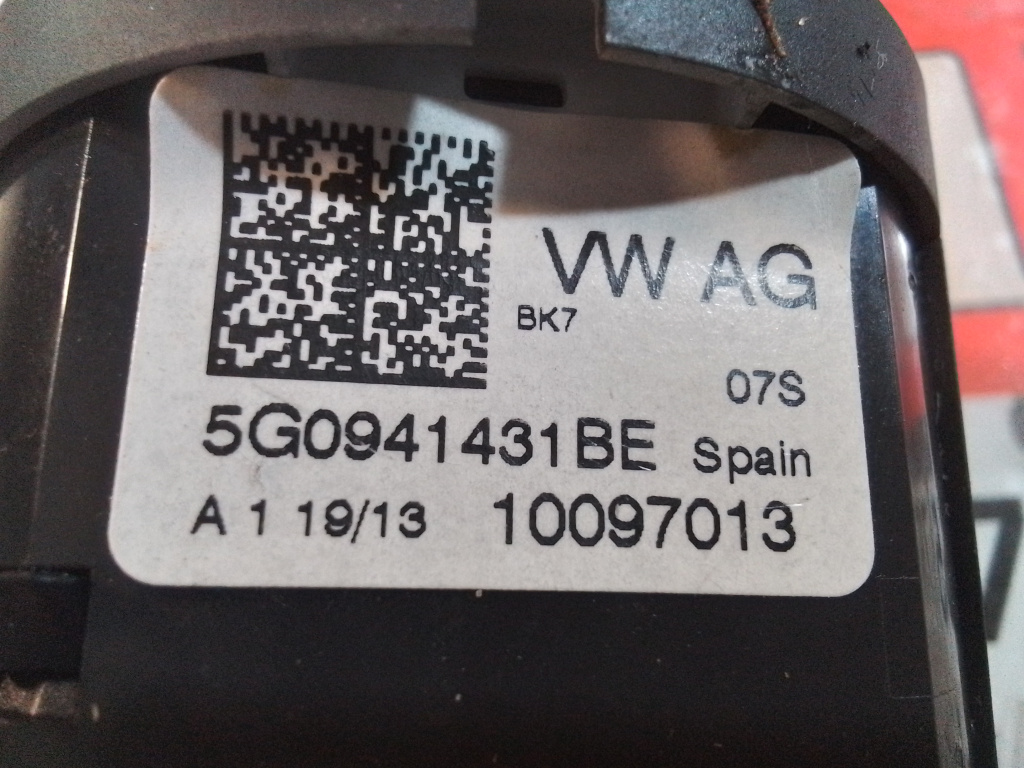 VW AG
BK7
07S
5G0941431BE Spain
A 1 19/13 10097013